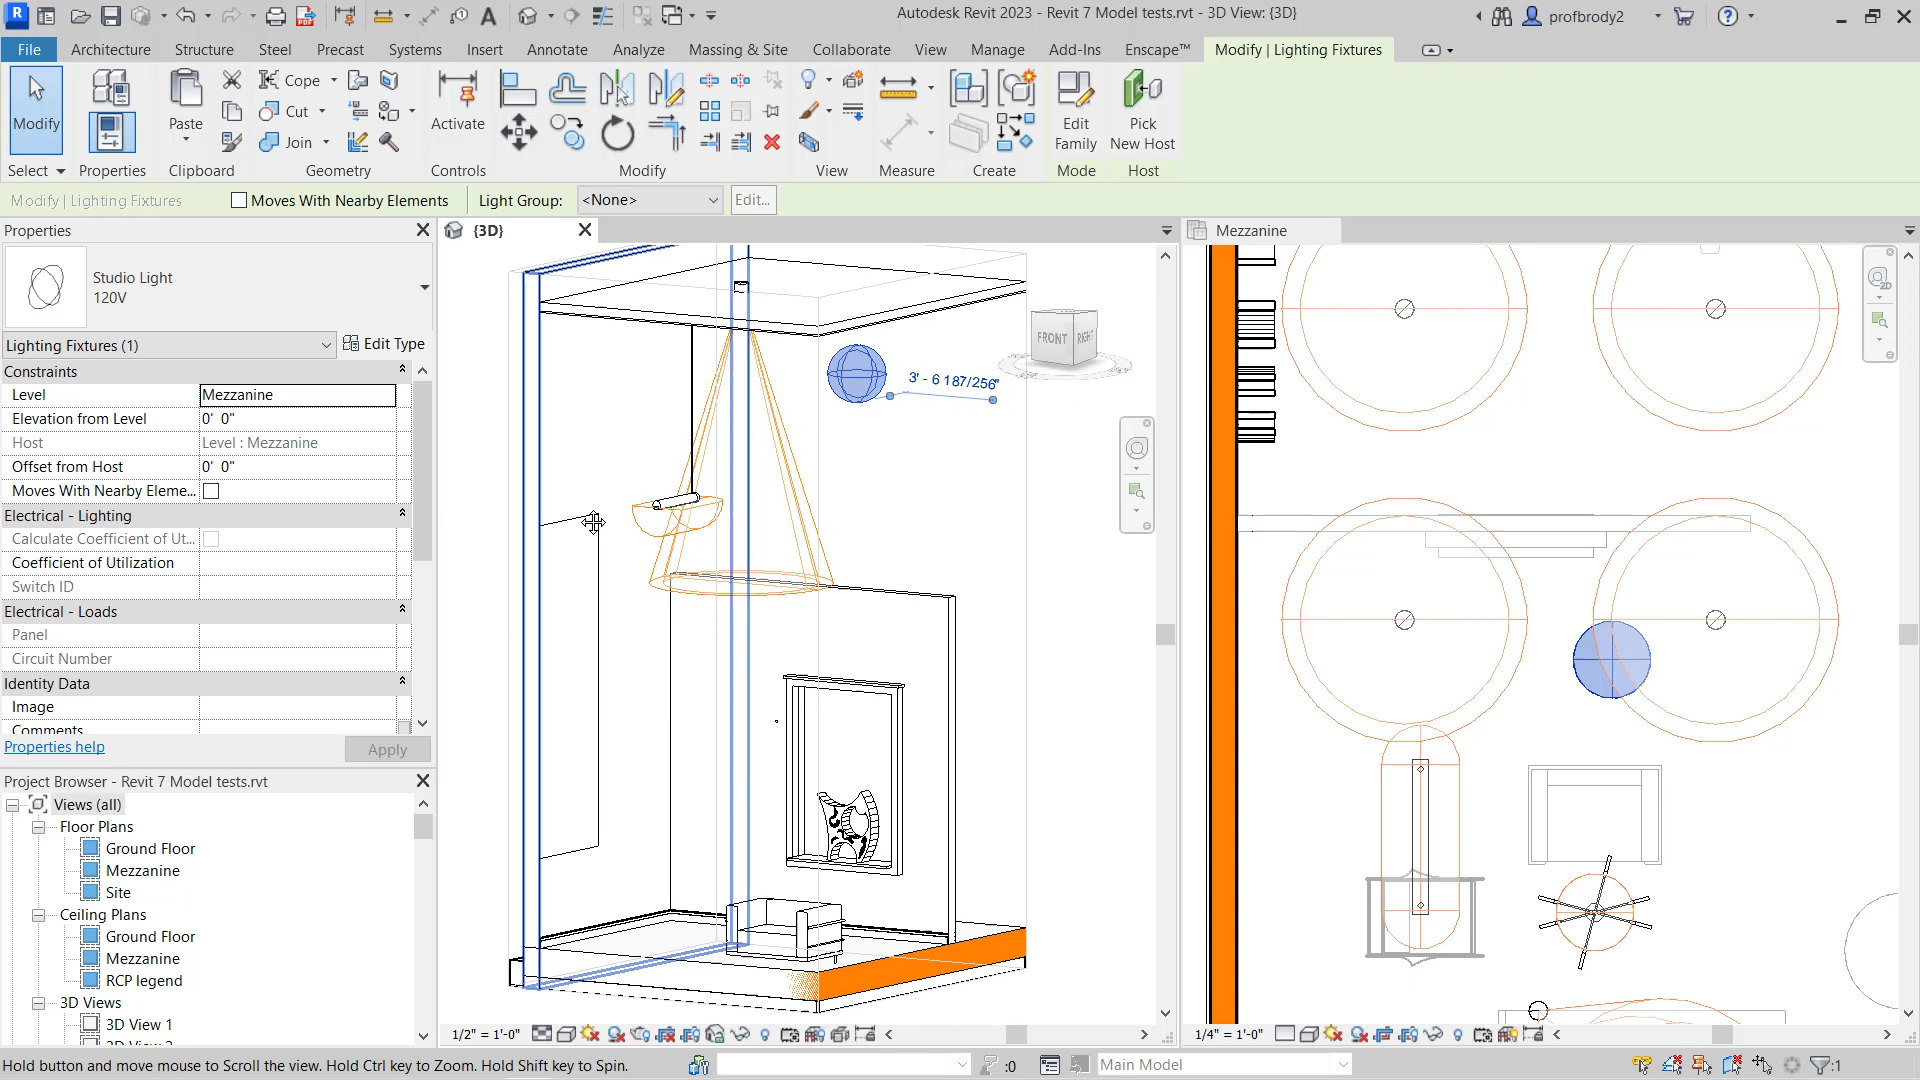 Autodesk Revit 2023 - Revit 7 Model tests.rvt - 3D View: {3D}
profbrody2
File
Architecture
Structure
Steel
Precast
Systems
Insert
Annotate
Analyze
Massing & Site
Collaborate
View
Manage
Add-Ins
Enscape™
Modify | Lighting Fixtures
Modify
Paste
Cope
Cut
Join
Activate
Edit
Family
Pick
New Host
Select
Properties
Clipboard
Geometry
Controls
Modify
View
Measure
Create
Mode
Host
Modify | Lighting Fixtures
Moves With Nearby Elements
Light Group:
<None>
Edit...
Properties
Studio Light
120V
Lighting Fixtures (1)
Edit Type
Constraints
Level
Mezzanine
Elevation from Level
0' 0"
Host
Level : Mezzanine
Offset from Host
0' 0"
Moves With Nearby Eleme...
Electrical - Lighting
Calculate Coefficient of Ut...
Coefficient of Utilization
Switch ID
Electrical - Loads
Panel
Circuit Number
Identity Data
Image
Comments
Properties help
Apply
Project Browser - Revit 7 Model tests.rvt
Views (all)
Floor Plans
Ground Floor
Mezzanine
Site
Ceiling Plans
Ground Floor
Mezzanine
RCP legend
3D Views
3D View 1
3D View 2
{3D}
3' - 6 187/256"
FRONT
RIGHT
1/2" = 1'-0"
Mezzanine
2D
1/4" = 1'-0"
Hold button and move mouse to Scroll the view. Hold Ctrl key to Zoom. Hold Shift key to Spin.
:0
Main Model
:1